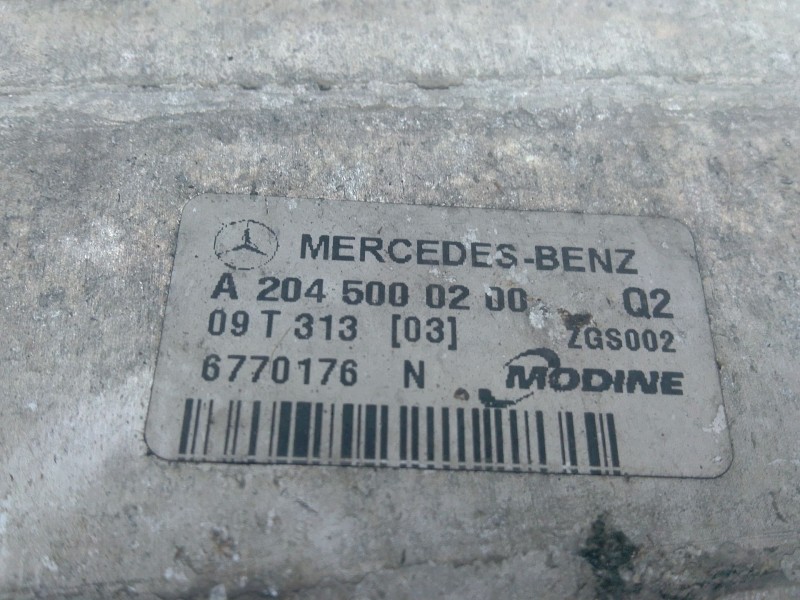 MERCEDES-BENZ
A 204 500 02 00 Q2
09 T 313 [03] ZGS002
6770176 N MODINE